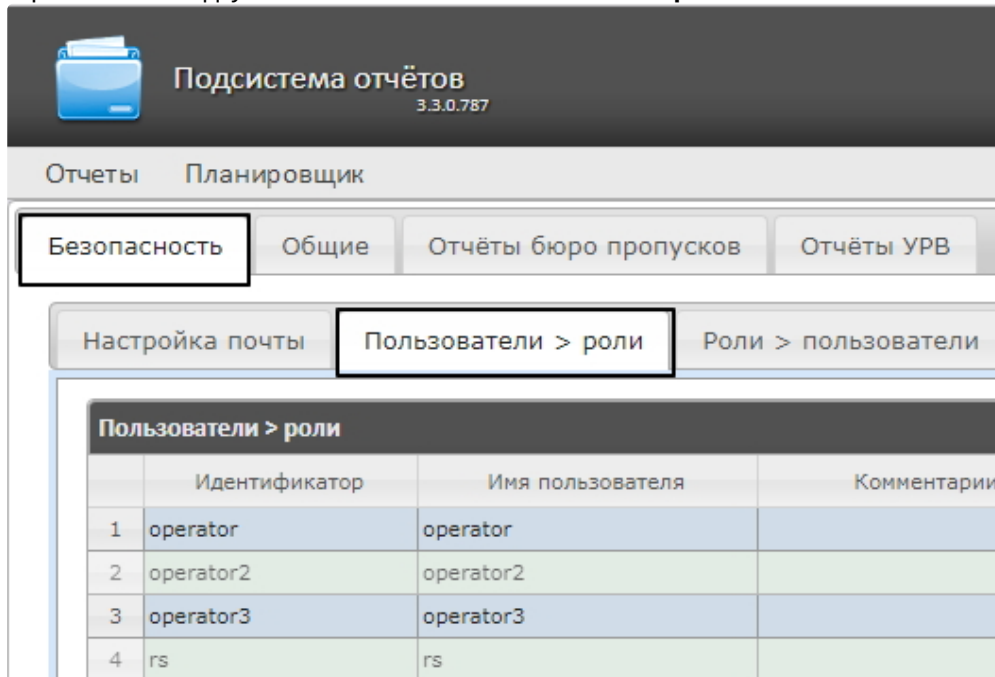 Подсистема отчётов
3.3.0.787
Отчеты Планировщик
Безопасность Общие Отчёты бюро пропусков Отчёты УРВ
Настройка почты Пользователи > роли Роли > пользователи
Пользователи > роли
Идентификатор Имя пользователя Комментарии
1 operator operator
2 operator2 operator2
3 operator3 operator3
4 rs rs